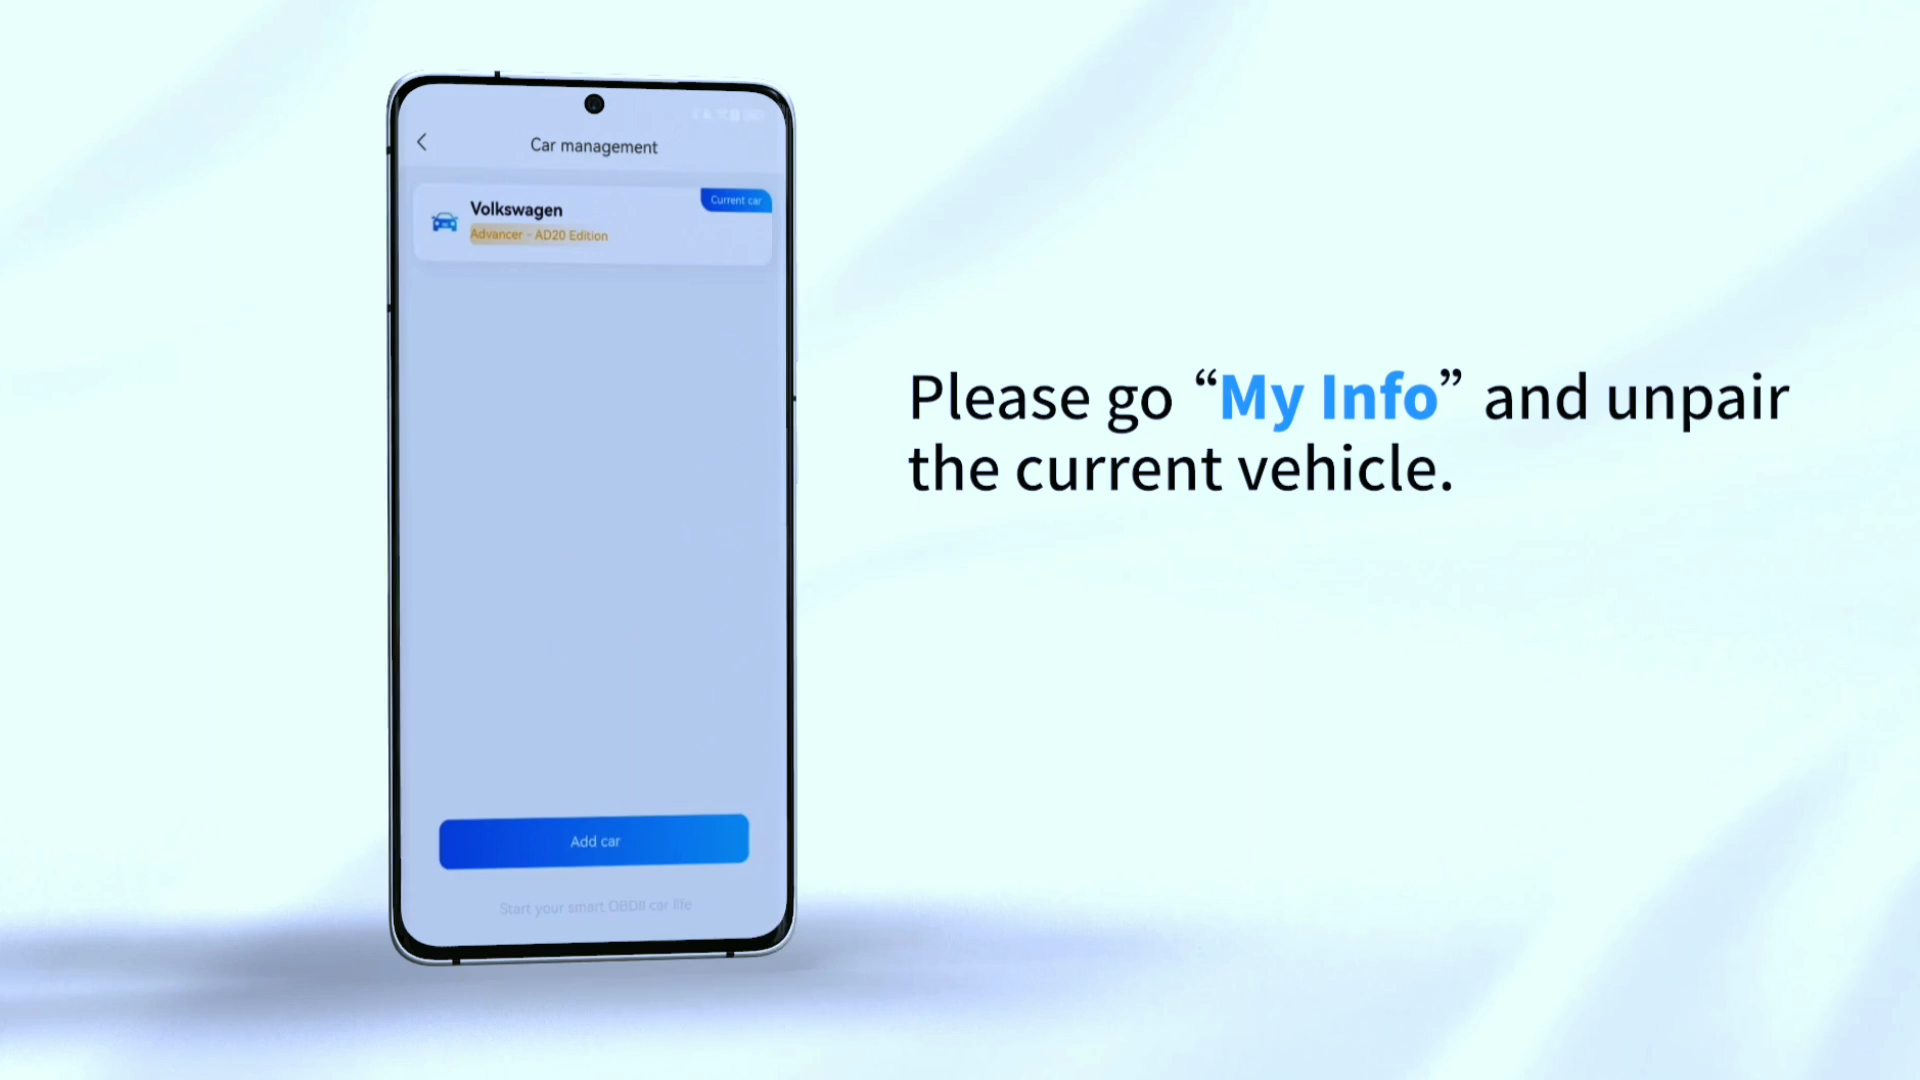 Car management
Current car
Volkswagen
Advancer - AD20 Edition
Add car
Start your smart OBDII car life
Please go “My Info” and unpair
the current vehicle.